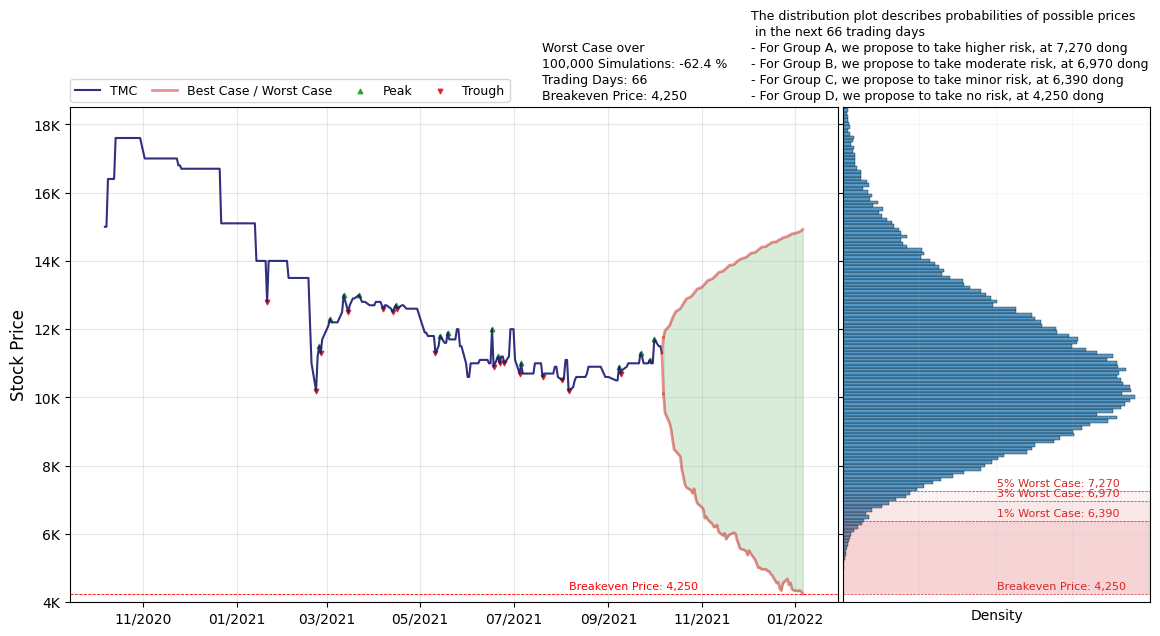 The distribution plot describes probabilities of possible prices
in the next 66 trading days
- For Group A, we propose to take higher risk, at 7,270 dong
- For Group B, we propose to take moderate risk, at 6,970 dong
- For Group C, we propose to take minor risk, at 6,390 dong
- For Group D, we propose to take no risk, at 4,250 dong
Worst Case over
100,000 Simulations: -62.4 %
Trading Days: 66
Breakeven Price: 4,250
TMC Best Case / Worst Case Peak Trough
Stock Price
18K
16K
14K
12K
10K
8K
6K
4K
Breakeven Price: 4,250
11/2020 01/2021 03/2021 05/2021 07/2021 09/2021 11/2021 01/2022
5% Worst Case: 7,270
3% Worst Case: 6,970
1% Worst Case: 6,390
Breakeven Price: 4,250
Density